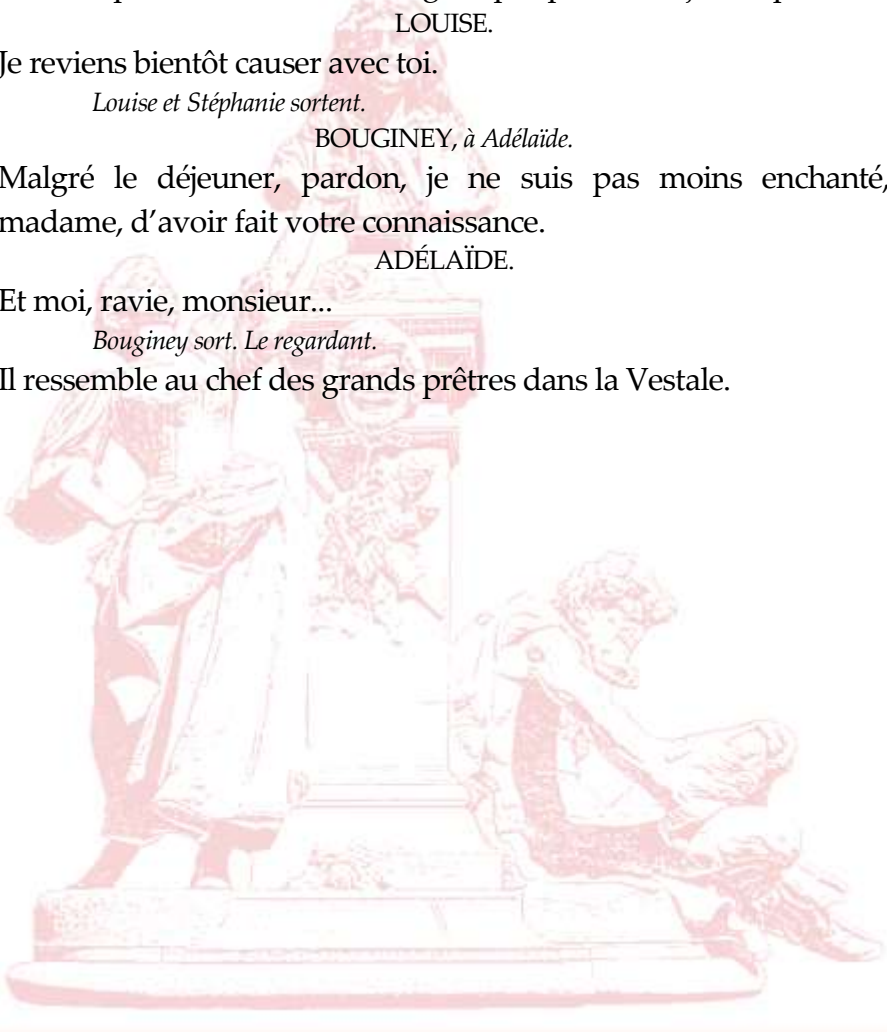 LOUISE.
Je reviens bientôt causer avec toi.
Louise et Stéphanie sortent.
BOUGINEY, à Adélaïde.
Malgré le déjeuner, pardon, je ne suis pas moins enchanté,
madame, d’avoir fait votre connaissance.
ADÉLAÏDE.
Et moi, ravie, monsieur...
Bouginey sort. Le regardant.
Il ressemble au chef des grands prêtres dans la Vestale.